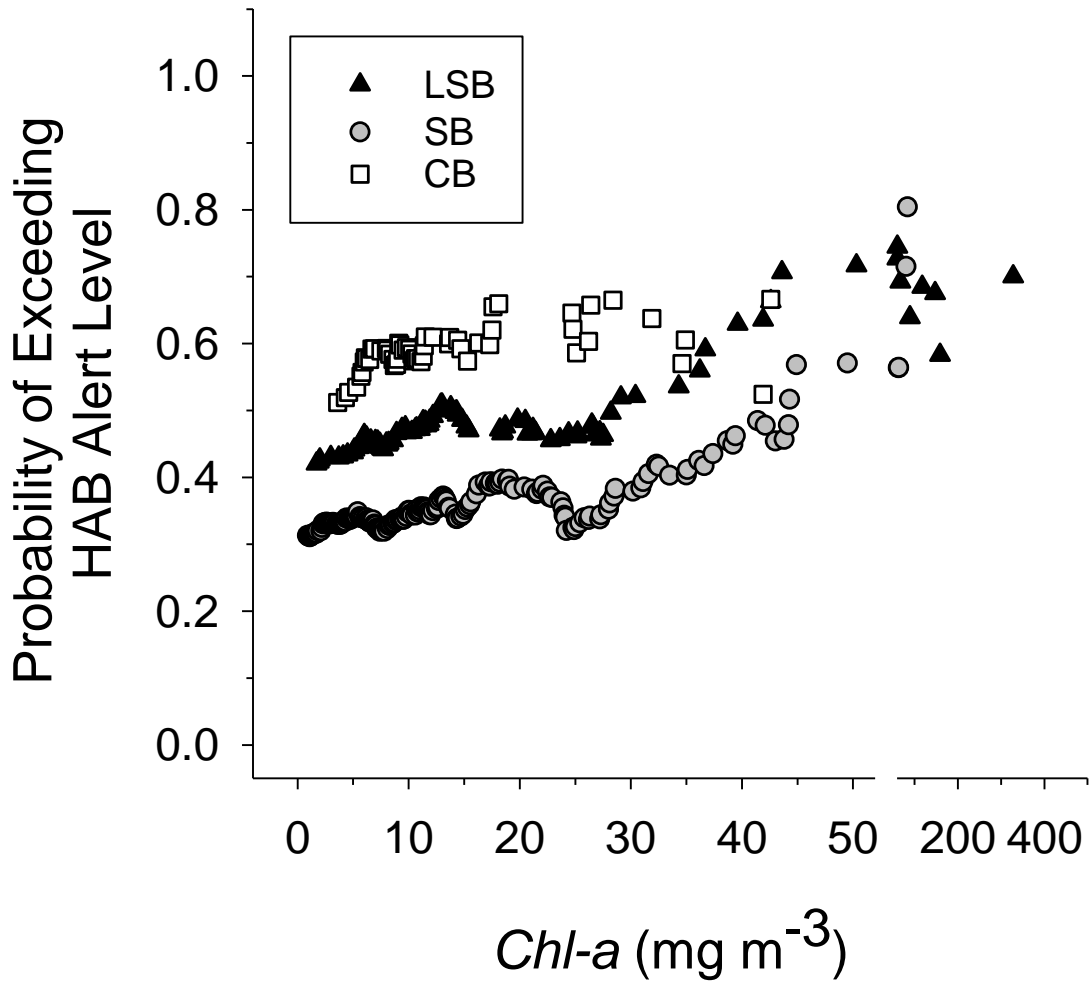 Probability of Exceeding
HAB Alert Level
1.0
0.8
0.6
0.4
0.2
0.0
LSB
SB
CB
0 10 20 30 40 50 200 400
Chl-a (mg m-3)